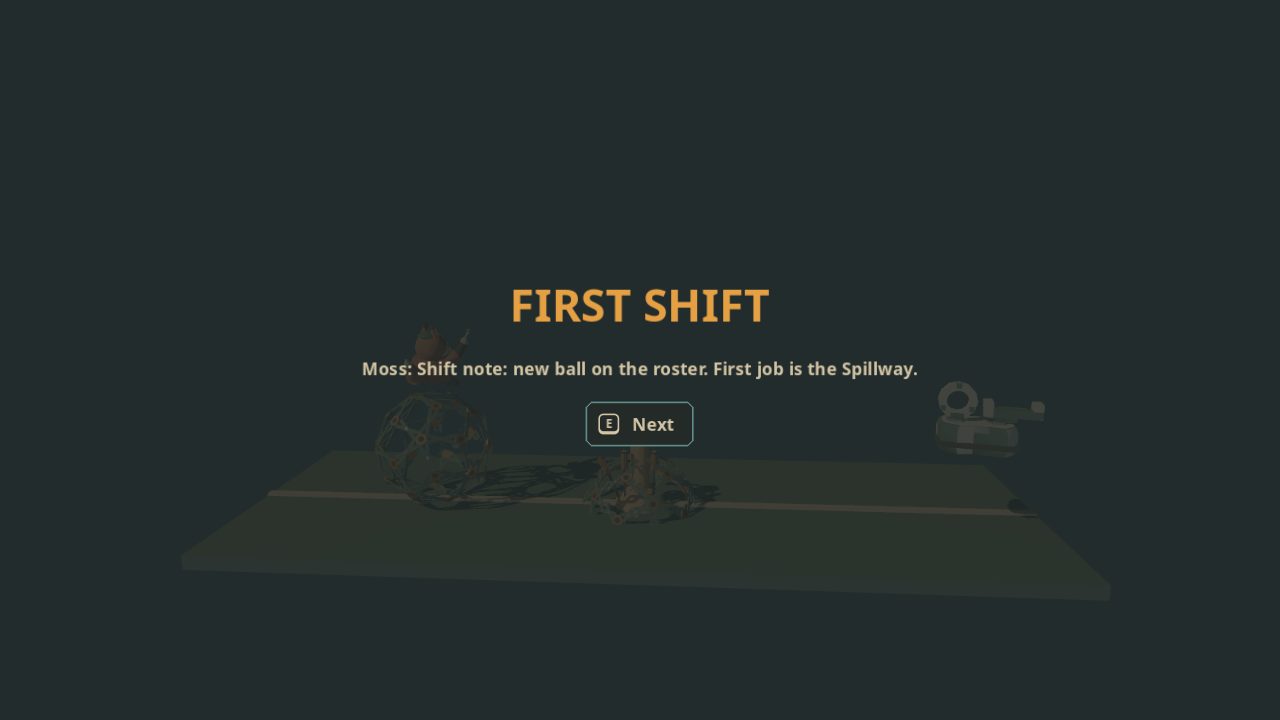 FIRST SHIFT
Moss: Shift note: new ball on the roster. First job is the Spillway.
E Next